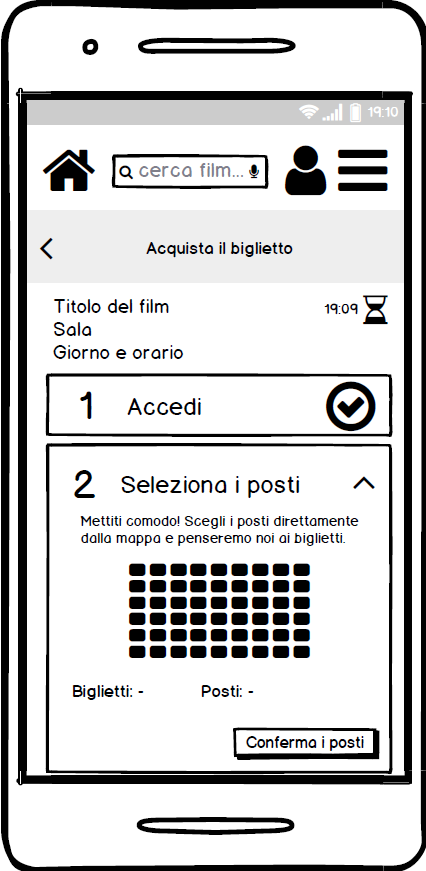 19:10
cerca film...
Acquista il biglietto
Titolo del film
19:09
Sala
Giorno e orario
1 Accedi
2 Seleziona i posti
Mettiti comodo! Scegli i posti direttamente
dalla mappa e penseremo noi ai biglietti.
Biglietti: - Posti: -
Conferma i posti